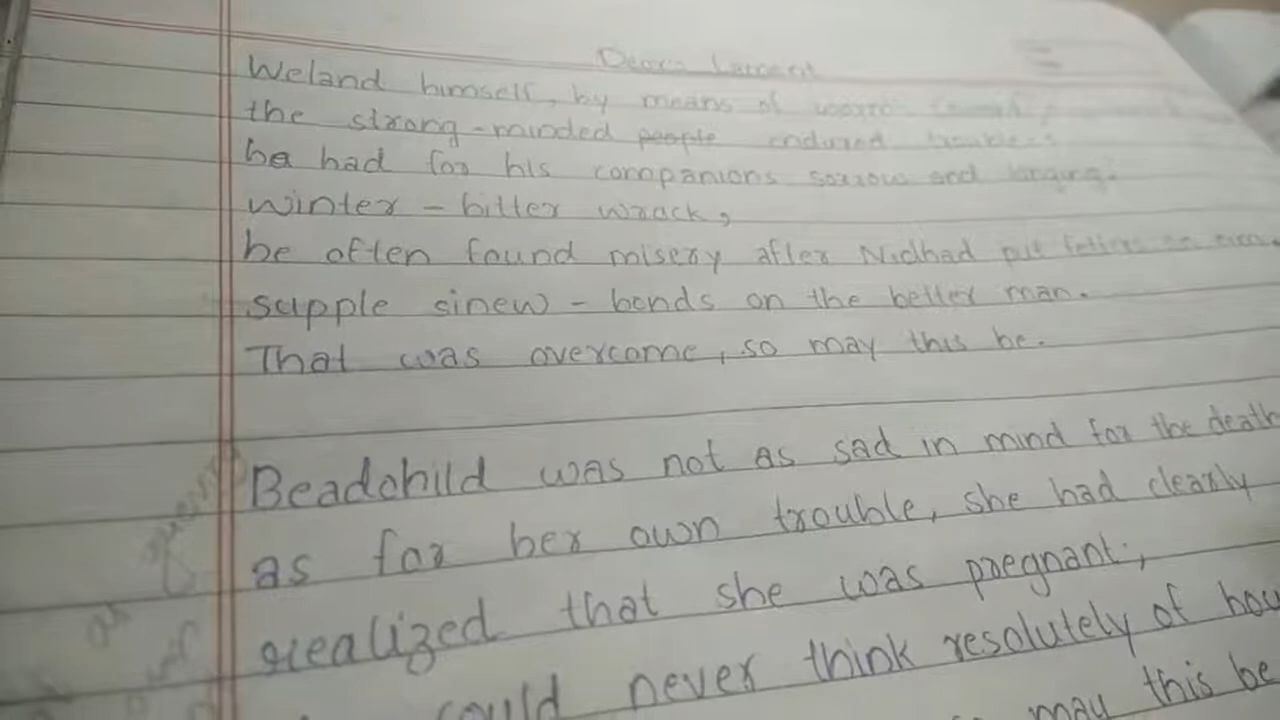 Deor's Lament
Weland himself, by means of
the strong-minded people endured troubles
he had for his companions sorrow and longing.
winter - bitter wrack,
he often found misery after Nidhad put fetters on
supple sinew - bonds on the better man.
That was overcome, so may this be.
Beadohild was not as sad in mind for the death
as for her own trouble, she had clearly
realized that she was pregnant;
could never think resolutely of how
may this be